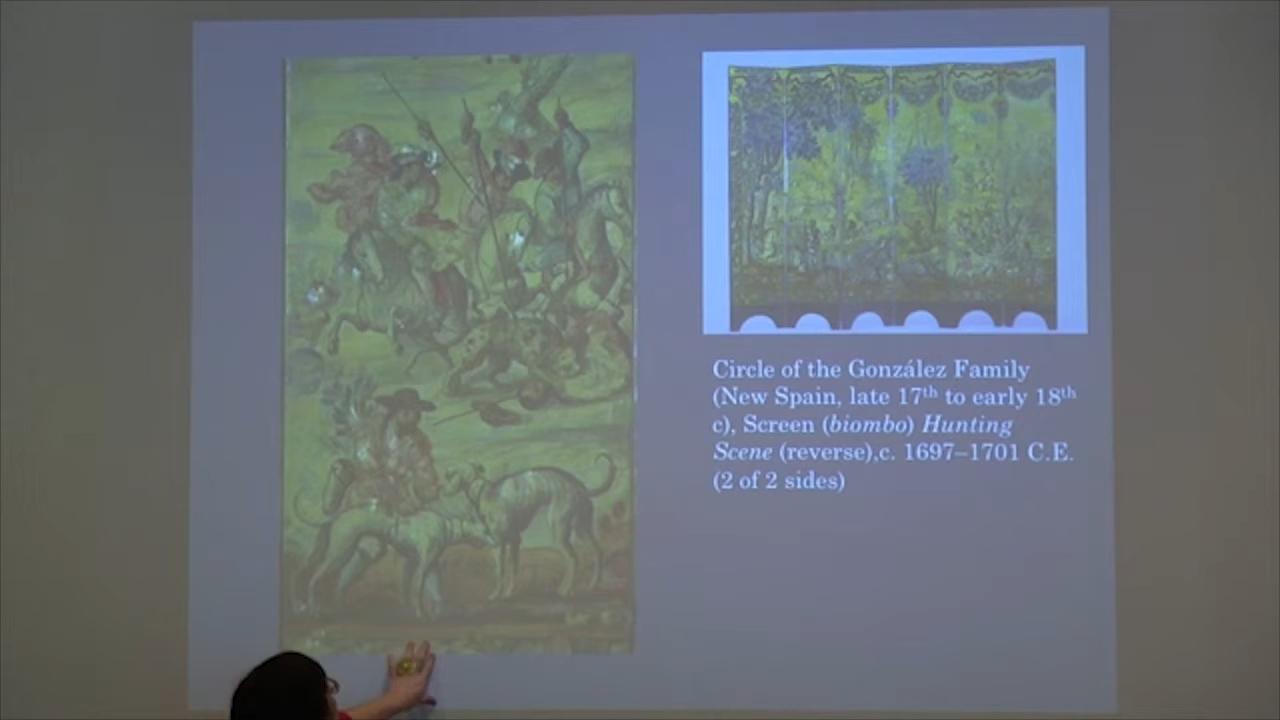 Circle of the González Family
(New Spain, late 17th to early 18th
c), Screen (biombo) Hunting
Scene (reverse),c. 1697–1701 C.E.
(2 of 2 sides)